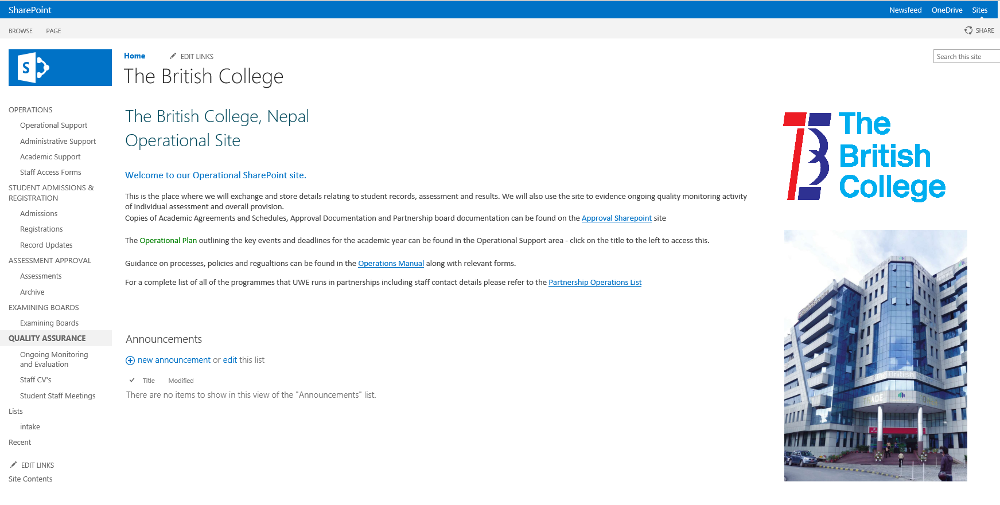 SharePoint
Newsfeed OneDrive Sites
BROWSE PAGE
SHARE
S
Home EDIT LINKS
Search this site
The British College
OPERATIONS
Operational Support
Administrative Support
Academic Support
Staff Access Forms
STUDENT ADMISSIONS &
REGISTRATION
Admissions
Registrations
Record Updates
ASSESSMENT APPROVAL
Assessments
Archive
EXAMINING BOARDS
Examining Boards
QUALITY ASSURANCE
Ongoing Monitoring
and Evaluation
Staff CV's
Student Staff Meetings
Lists
intake
Recent
EDIT LINKS
Site Contents
The British College, Nepal
Operational Site
Welcome to our Operational SharePoint site.
This is the place where we will exchange and store details relating to student records, assessment and results. We will also use the site to evidence ongoing quality monitoring activity
of individual assessment and overall provision.
Copies of Academic Agreements and Schedules, Approval Documentation and Partnership board documentation can be found on the Approval Sharepoint site
The Operational Plan outlining the key events and deadlines for the academic year can be found in the Operational Support area - click on the title to the left to access this.
Guidance on processes, policies and regualtions can be found in the Operations Manual along with relevant forms.
For a complete list of all of the programmes that UWE runs in partnerships including staff contact details please refer to the Partnership Operations List
Announcements
new announcement or edit this list
Title Modified
There are no items to show in this view of the "Announcements" list.
The
British
College
The British